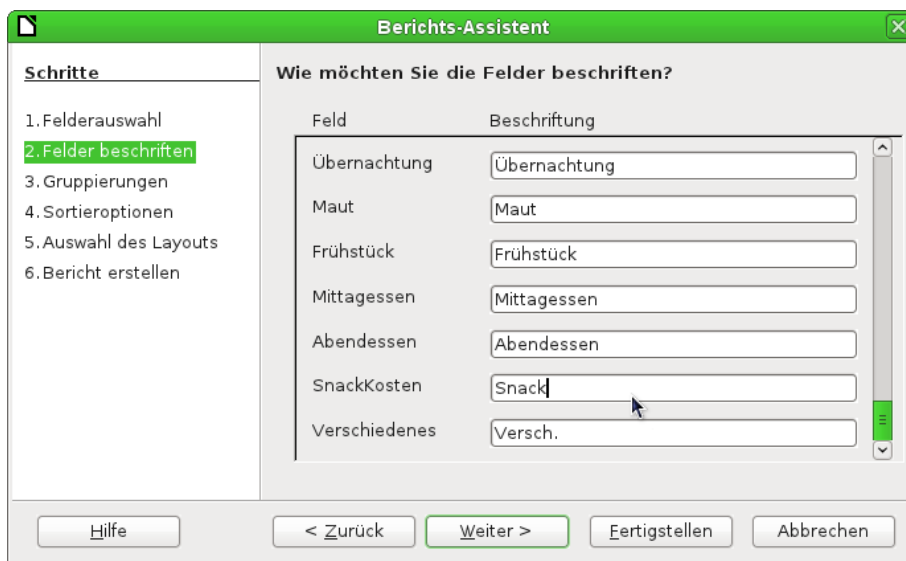 Berichts-Assistent
Schritte
1.Felderauswahl
2.Felder beschriften
3.Gruppierungen
4.Sortieroptionen
5.Auswahl des Layouts
6.Bericht erstellen
Wie möchten Sie die Felder beschriften?
Feld Beschriftung
Übernachtung Übernachtung
Maut Maut
Frühstück Frühstück
Mittagessen Mittagessen
Abendessen Abendessen
SnackKosten Snack
Verschiedenes Versch.
Hilfe < Zurück Weiter > Fertigstellen Abbrechen